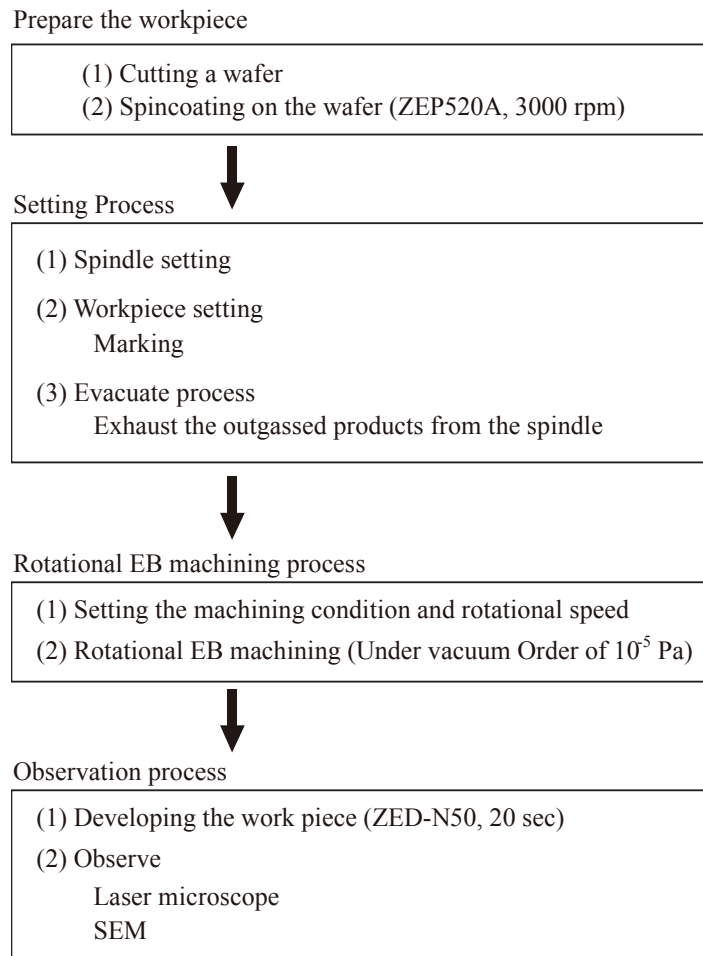 Prepare the workpiece
(1) Cutting a wafer
(2) Spincoating on the wafer (ZEP520A, 3000 rpm)
Setting Process
(1) Spindle setting
(2) Workpiece setting
Marking
(3) Evacuate process
Exhaust the outgassed products from the spindle
Rotational EB machining process
(1) Setting the machining condition and rotational speed
(2) Rotational EB machining (Under vacuum Order of 10⁻⁵ Pa)
Observation process
(1) Developing the work piece (ZED-N50, 20 sec)
(2) Observe
Laser microscope
SEM